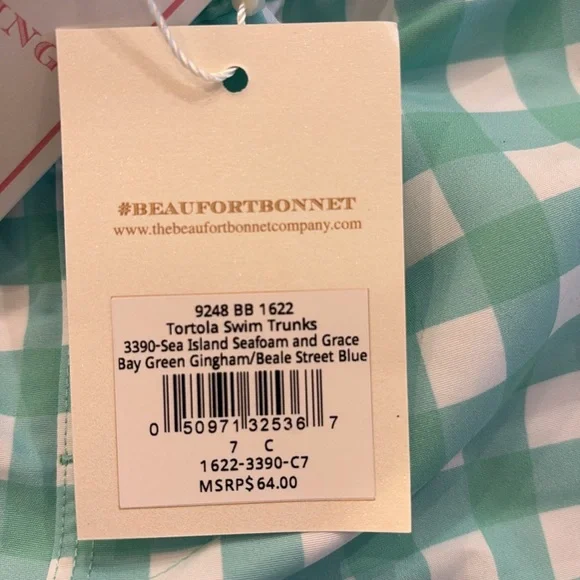 ING
#BEAUFORTBONNET
www.thebeaufortbonnetcompany.com
9248 BB 1622
Tortola Swim Trunks
3390-Sea Island Seafoam and Grace
Bay Green Gingham/Beale Street Blue
0 50971 32536 7
7 C
1622-3390-C7
MSRP$ 64.00